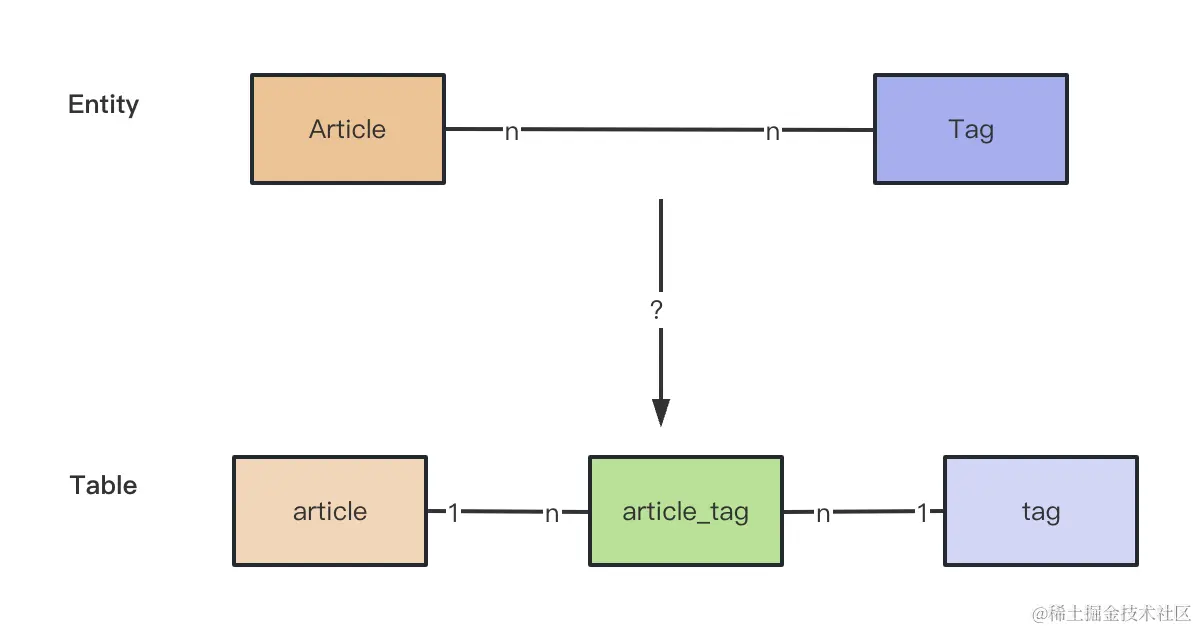 Entity
Article
n
n
Tag
?
Table
article
1
n
article_tag
n
1
tag
@稀土掘金技术社区